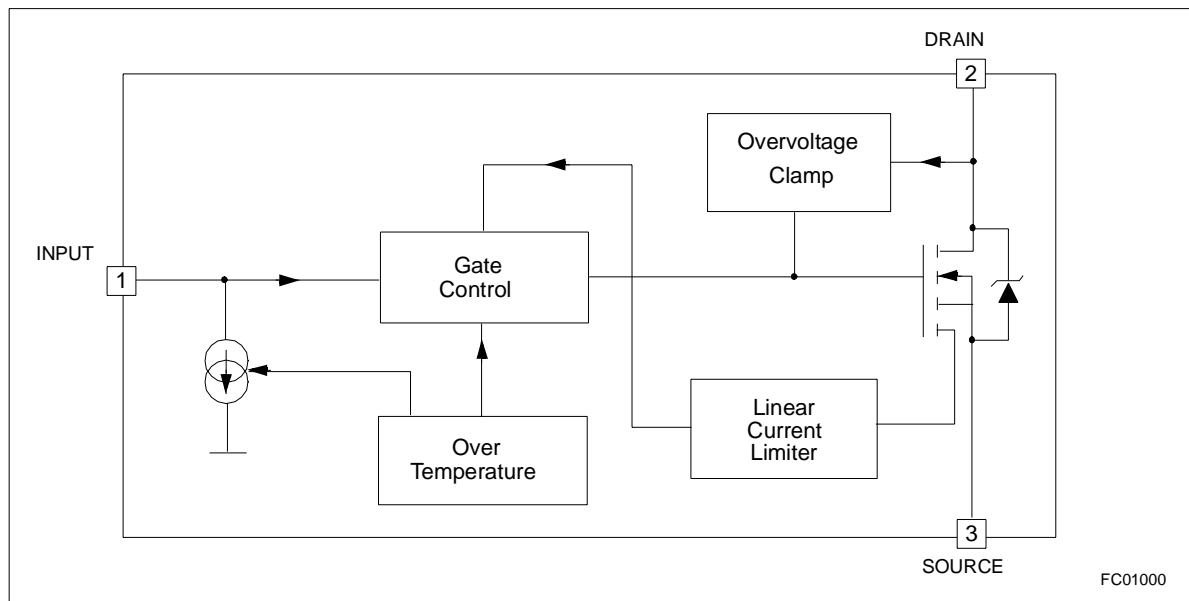 DRAIN
2
Overvoltage
Clamp
INPUT
1
Gate
Control
Linear
Current
Limiter
Over
Temperature
3
SOURCE
FC01000